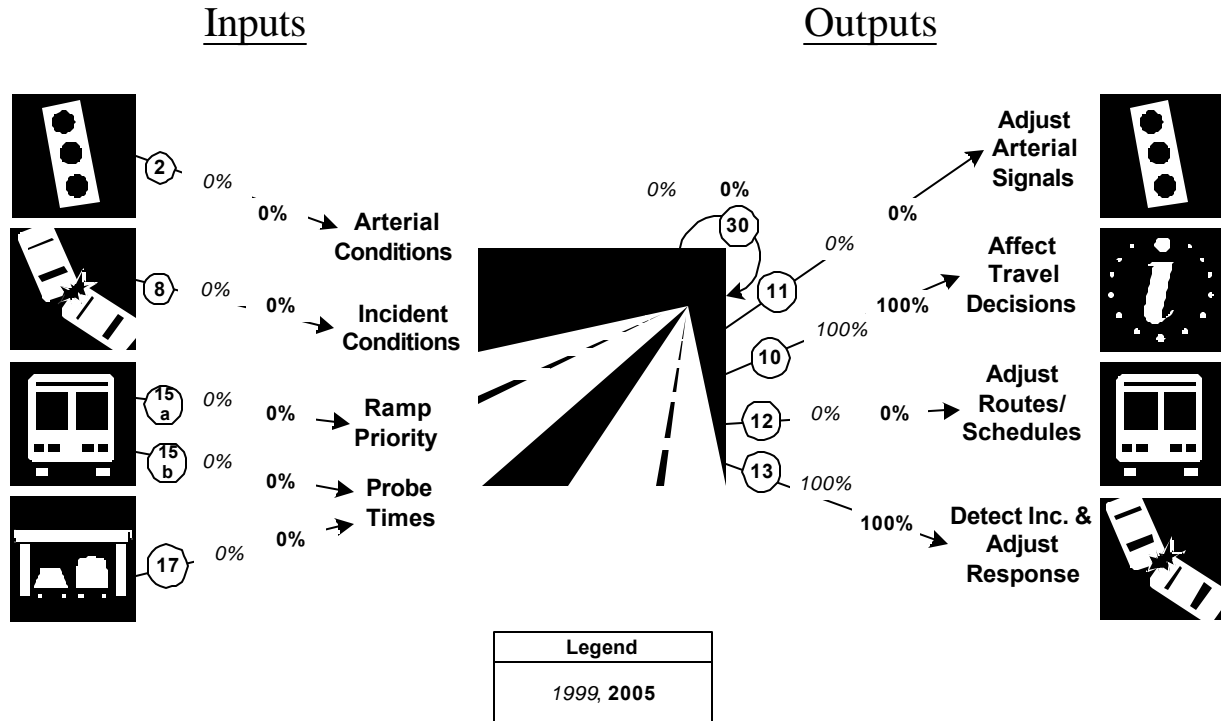 Inputs
Outputs
2
0%
0%
Arterial
Conditions
8
0%
0%
Incident
Conditions
15
a
0%
0%
Ramp
Priority
15
b
0%
0%
Probe
Times
17
0%
0%
0%
0%
30
11
0%
0%
Adjust
Arterial
Signals
10
100%
100%
Affect
Travel
Decisions
i
12
0%
0%
Adjust
Routes/
Schedules
13
100%
100%
Detect Inc. &
Adjust
Response
Legend
1999, 2005